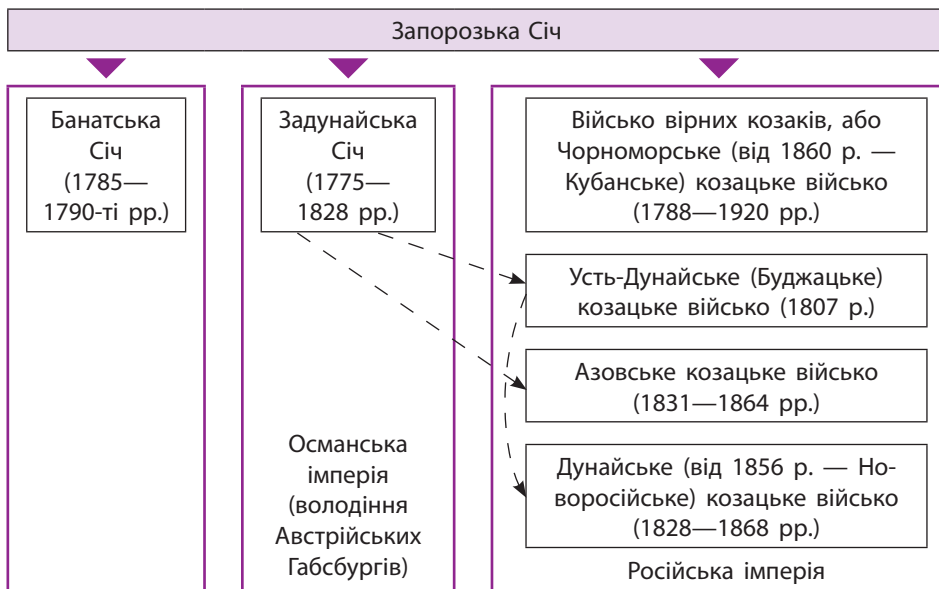 Запорозька Січ
Банатська
Січ
(1785—
1790-ті рр.)
Задунайська
Січ
(1775—
1828 рр.)
Османська
імперія
(володіння
Австрійських
Габсбургів)
Військо вірних козаків, або
Чорноморське (від 1860 р. —
Кубанське) козацьке військо
(1788—1920 рр.)
Усть-Дунайське (Буджацьке)
козацьке військо (1807 р.)
Азовське козацьке військо
(1831—1864 рр.)
Дунайське (від 1856 р. — Но-
воросійське) козацьке військо
(1828—1868 рр.)
Російська імперія